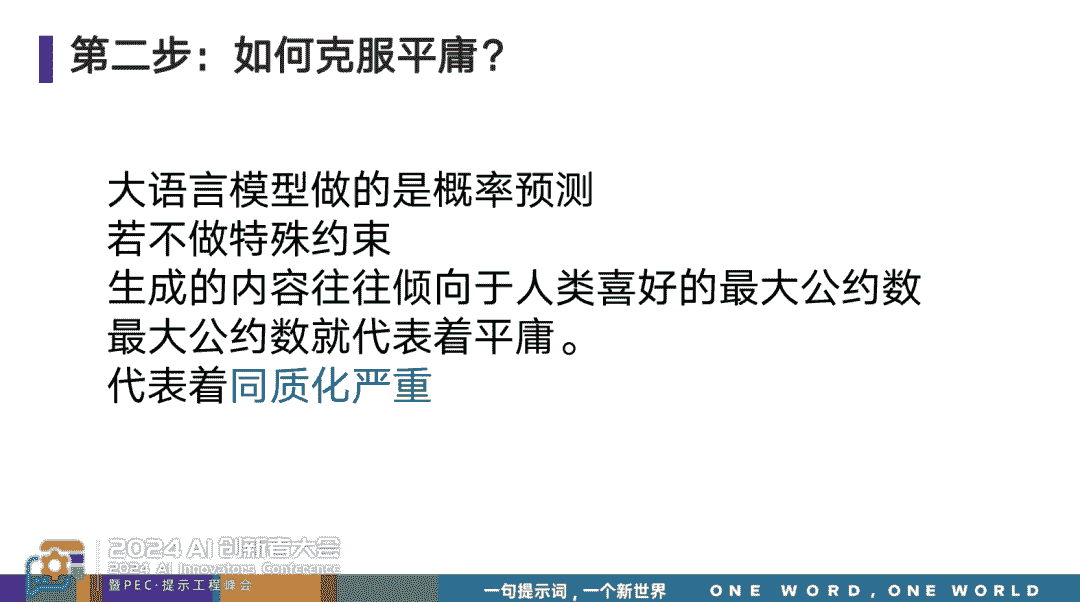 第二步：如何克服平庸？
大语言模型做的是概率预测
若不做特殊约束
生成的内容往往倾向于人类喜好的最大公约数
最大公约数就代表着平庸。
代表着同质化严重
2024 AI 创新者大会
2024 AI Innovators Conference
暨PEC·提示工程峰会
一句提示词，一个新世界
ONE WORD, ONE WORLD